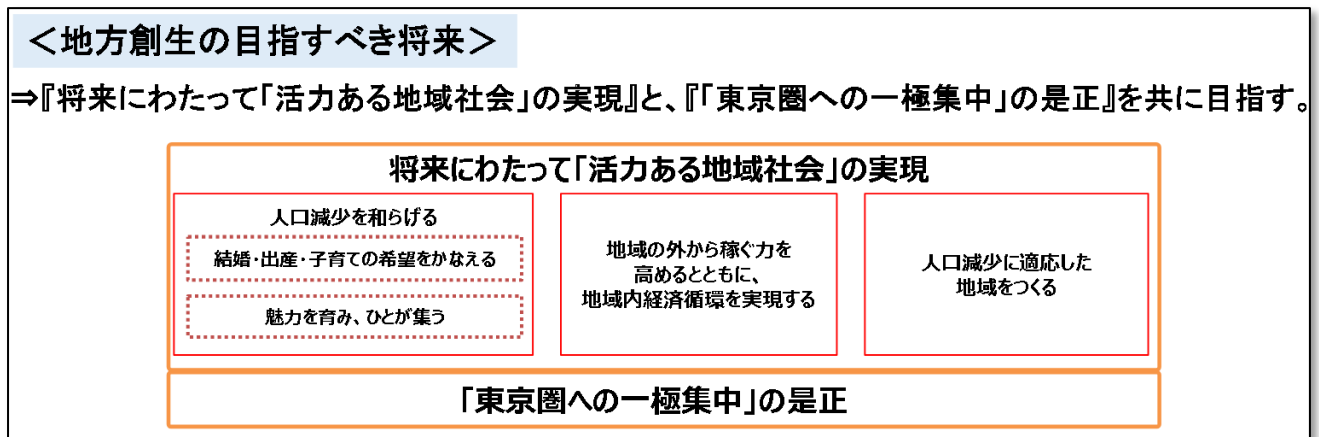 ＜地方創生の目指すべき将来＞
⇒『将来にわたって「活力ある地域社会」の実現』と、『「東京圏への一極集中」の是正』を共に目指す。
将来にわたって「活力ある地域社会」の実現
人口減少を和らげる
結婚・出産・子育ての希望をかなえる
魅力を育み、ひとが集う
地域の外から稼ぐ力を
高めるとともに、
地域内経済循環を実現する
人口減少に適応した
地域をつくる
「東京圏への一極集中」の是正